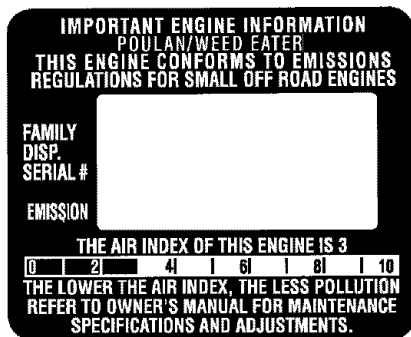 IMPORTANT ENGINE INFORMATION
POULAN/WEED EATER
THIS ENGINE CONFORMS TO EMISSIONS
REGULATIONS FOR SMALL OFF ROAD ENGINES
FAMILY
DISP.
SERIAL #
EMISSION
THE AIR INDEX OF THIS ENGINE IS 3
0 2 4 6 8 10
THE LOWER THE AIR INDEX, THE LESS POLLUTION
REFER TO OWNER'S MANUAL FOR MAINTENANCE
SPECIFICATIONS AND ADJUSTMENTS.